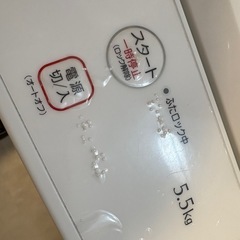 スタート
一時停止
(ロック解除)
電源
切/入
(オートオフ)
● ふたロック中
5.5kg